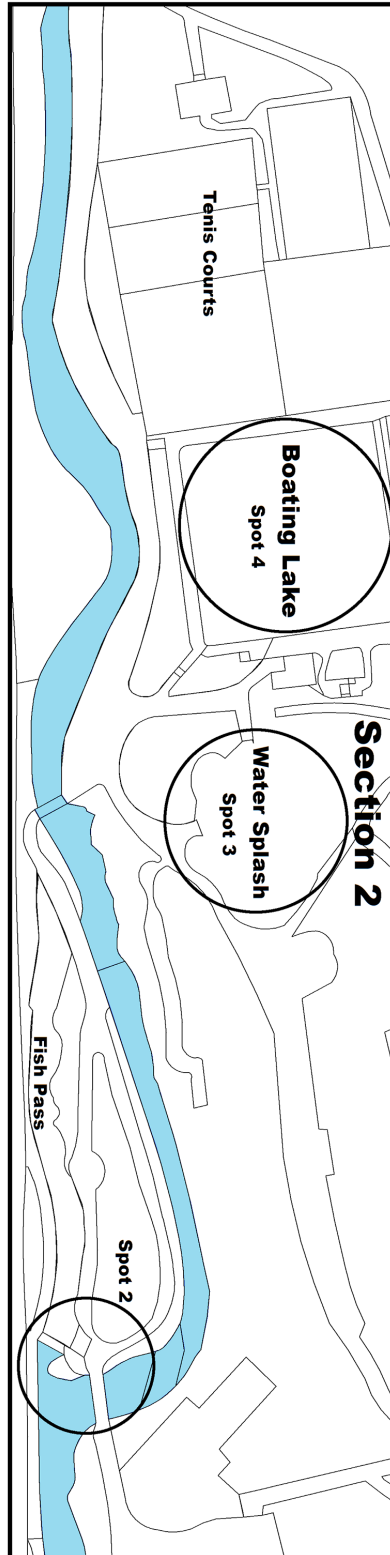 Tenis Courts
Boating Lake
Spot 4
Section 2
Water Splash
Spot 3
Fish Pass
Spot 2